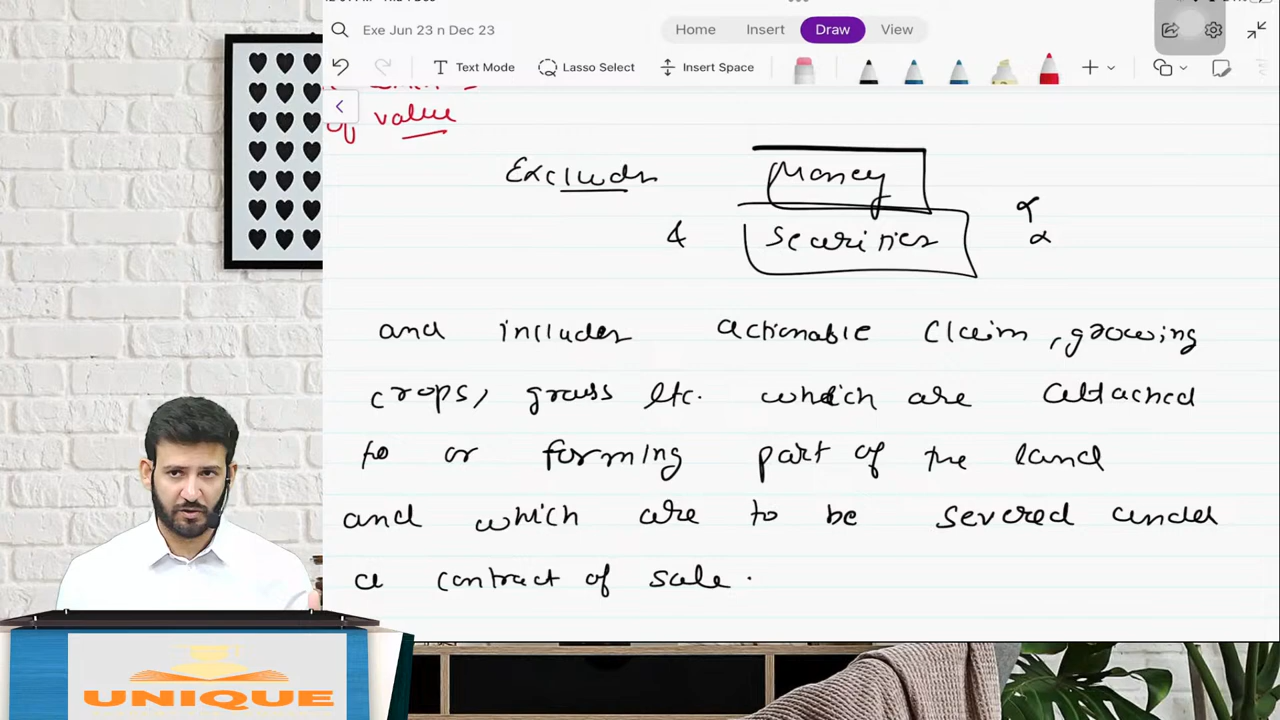 Exe Jun 23 n Dec 23
Home Insert Draw View
Text Mode Lasso Select Insert Space
of value
Excludes Money
& Securities
and includes actionable claim, growing
crops, grass etc. which are attached
to or forming part of the land
and which are to be severed under
a contract of sale.
UNIQUE